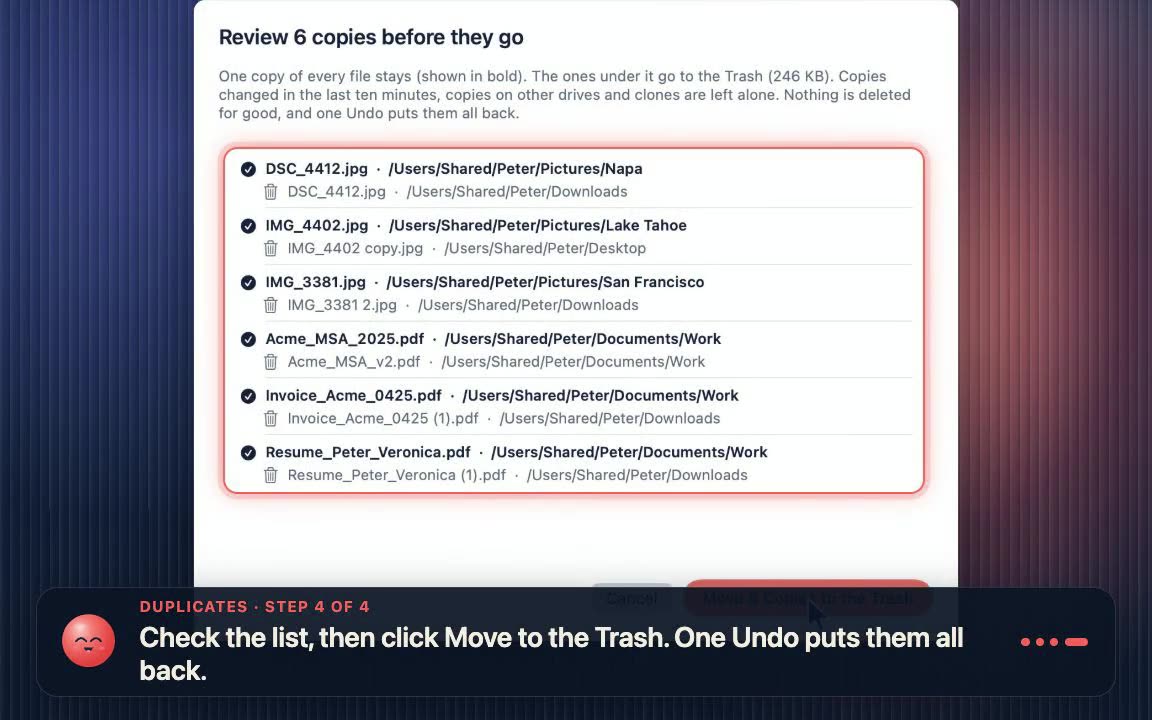 Review 6 copies before they go
One copy of every file stays (shown in bold). The ones under it go to the Trash (246 KB). Copies
changed in the last ten minutes, copies on other drives and clones are left alone. Nothing is deleted
for good, and one Undo puts them all back.
DSC_4412.jpg · /Users/Shared/Peter/Pictures/Napa
DSC_4412.jpg · /Users/Shared/Peter/Downloads
IMG_4402.jpg · /Users/Shared/Peter/Pictures/Lake Tahoe
IMG_4402 copy.jpg · /Users/Shared/Peter/Desktop
IMG_3381.jpg · /Users/Shared/Peter/Pictures/San Francisco
IMG_3381 2.jpg · /Users/Shared/Peter/Downloads
Acme_MSA_2025.pdf · /Users/Shared/Peter/Documents/Work
Acme_MSA_v2.pdf · /Users/Shared/Peter/Documents/Work
Invoice_Acme_0425.pdf · /Users/Shared/Peter/Documents/Work
Invoice_Acme_0425 (1).pdf · /Users/Shared/Peter/Downloads
Resume_Peter_Veronica.pdf · /Users/Shared/Peter/Documents/Work
Resume_Peter_Veronica (1).pdf · /Users/Shared/Peter/Downloads
Cancel Move 6 Copies to the Trash
DUPLICATES · STEP 4 OF 4
Check the list, then click Move to the Trash. One Undo puts them all
back.